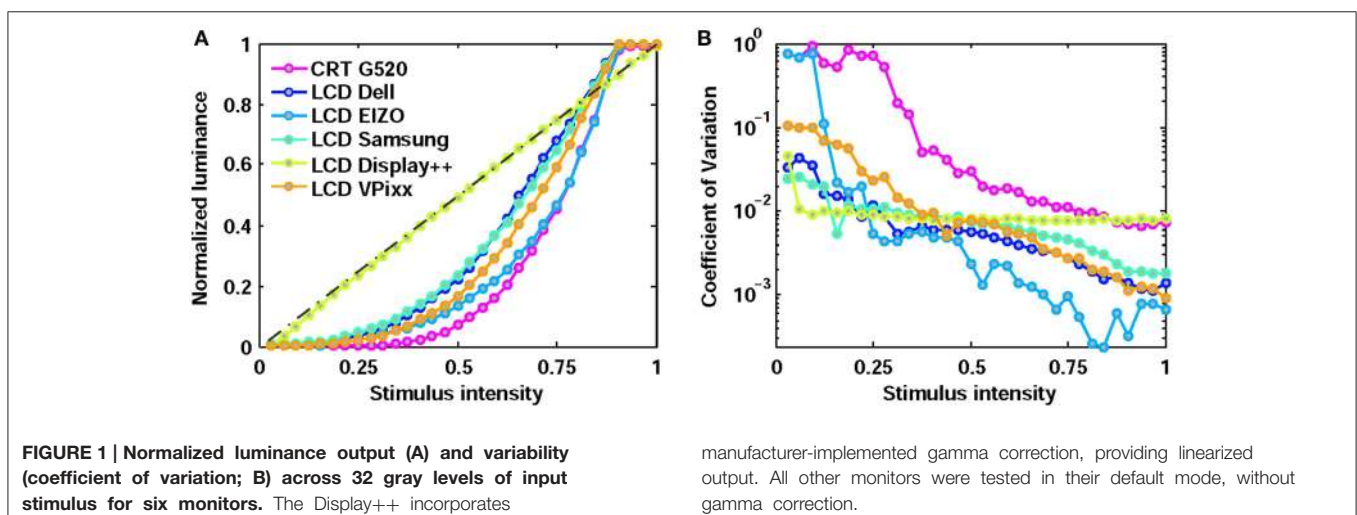 A
1
0.8
0.6
0.4
0.2
0
Normalized luminance
CRT G520
LCD Dell
LCD EIZO
LCD Samsung
LCD Display++
LCD VPixx
0 0.25 0.5 0.75 1
Stimulus intensity
B
10^0
10^-1
10^-2
10^-3
Coefficient of Variation
0 0.25 0.5 0.75 1
Stimulus intensity
FIGURE 1 | Normalized luminance output (A) and variability
(coefficient of variation; B) across 32 gray levels of input
stimulus for six monitors. The Display++ incorporates
manufacturer-implemented gamma correction, providing linearized
output. All other monitors were tested in their default mode, without
gamma correction.